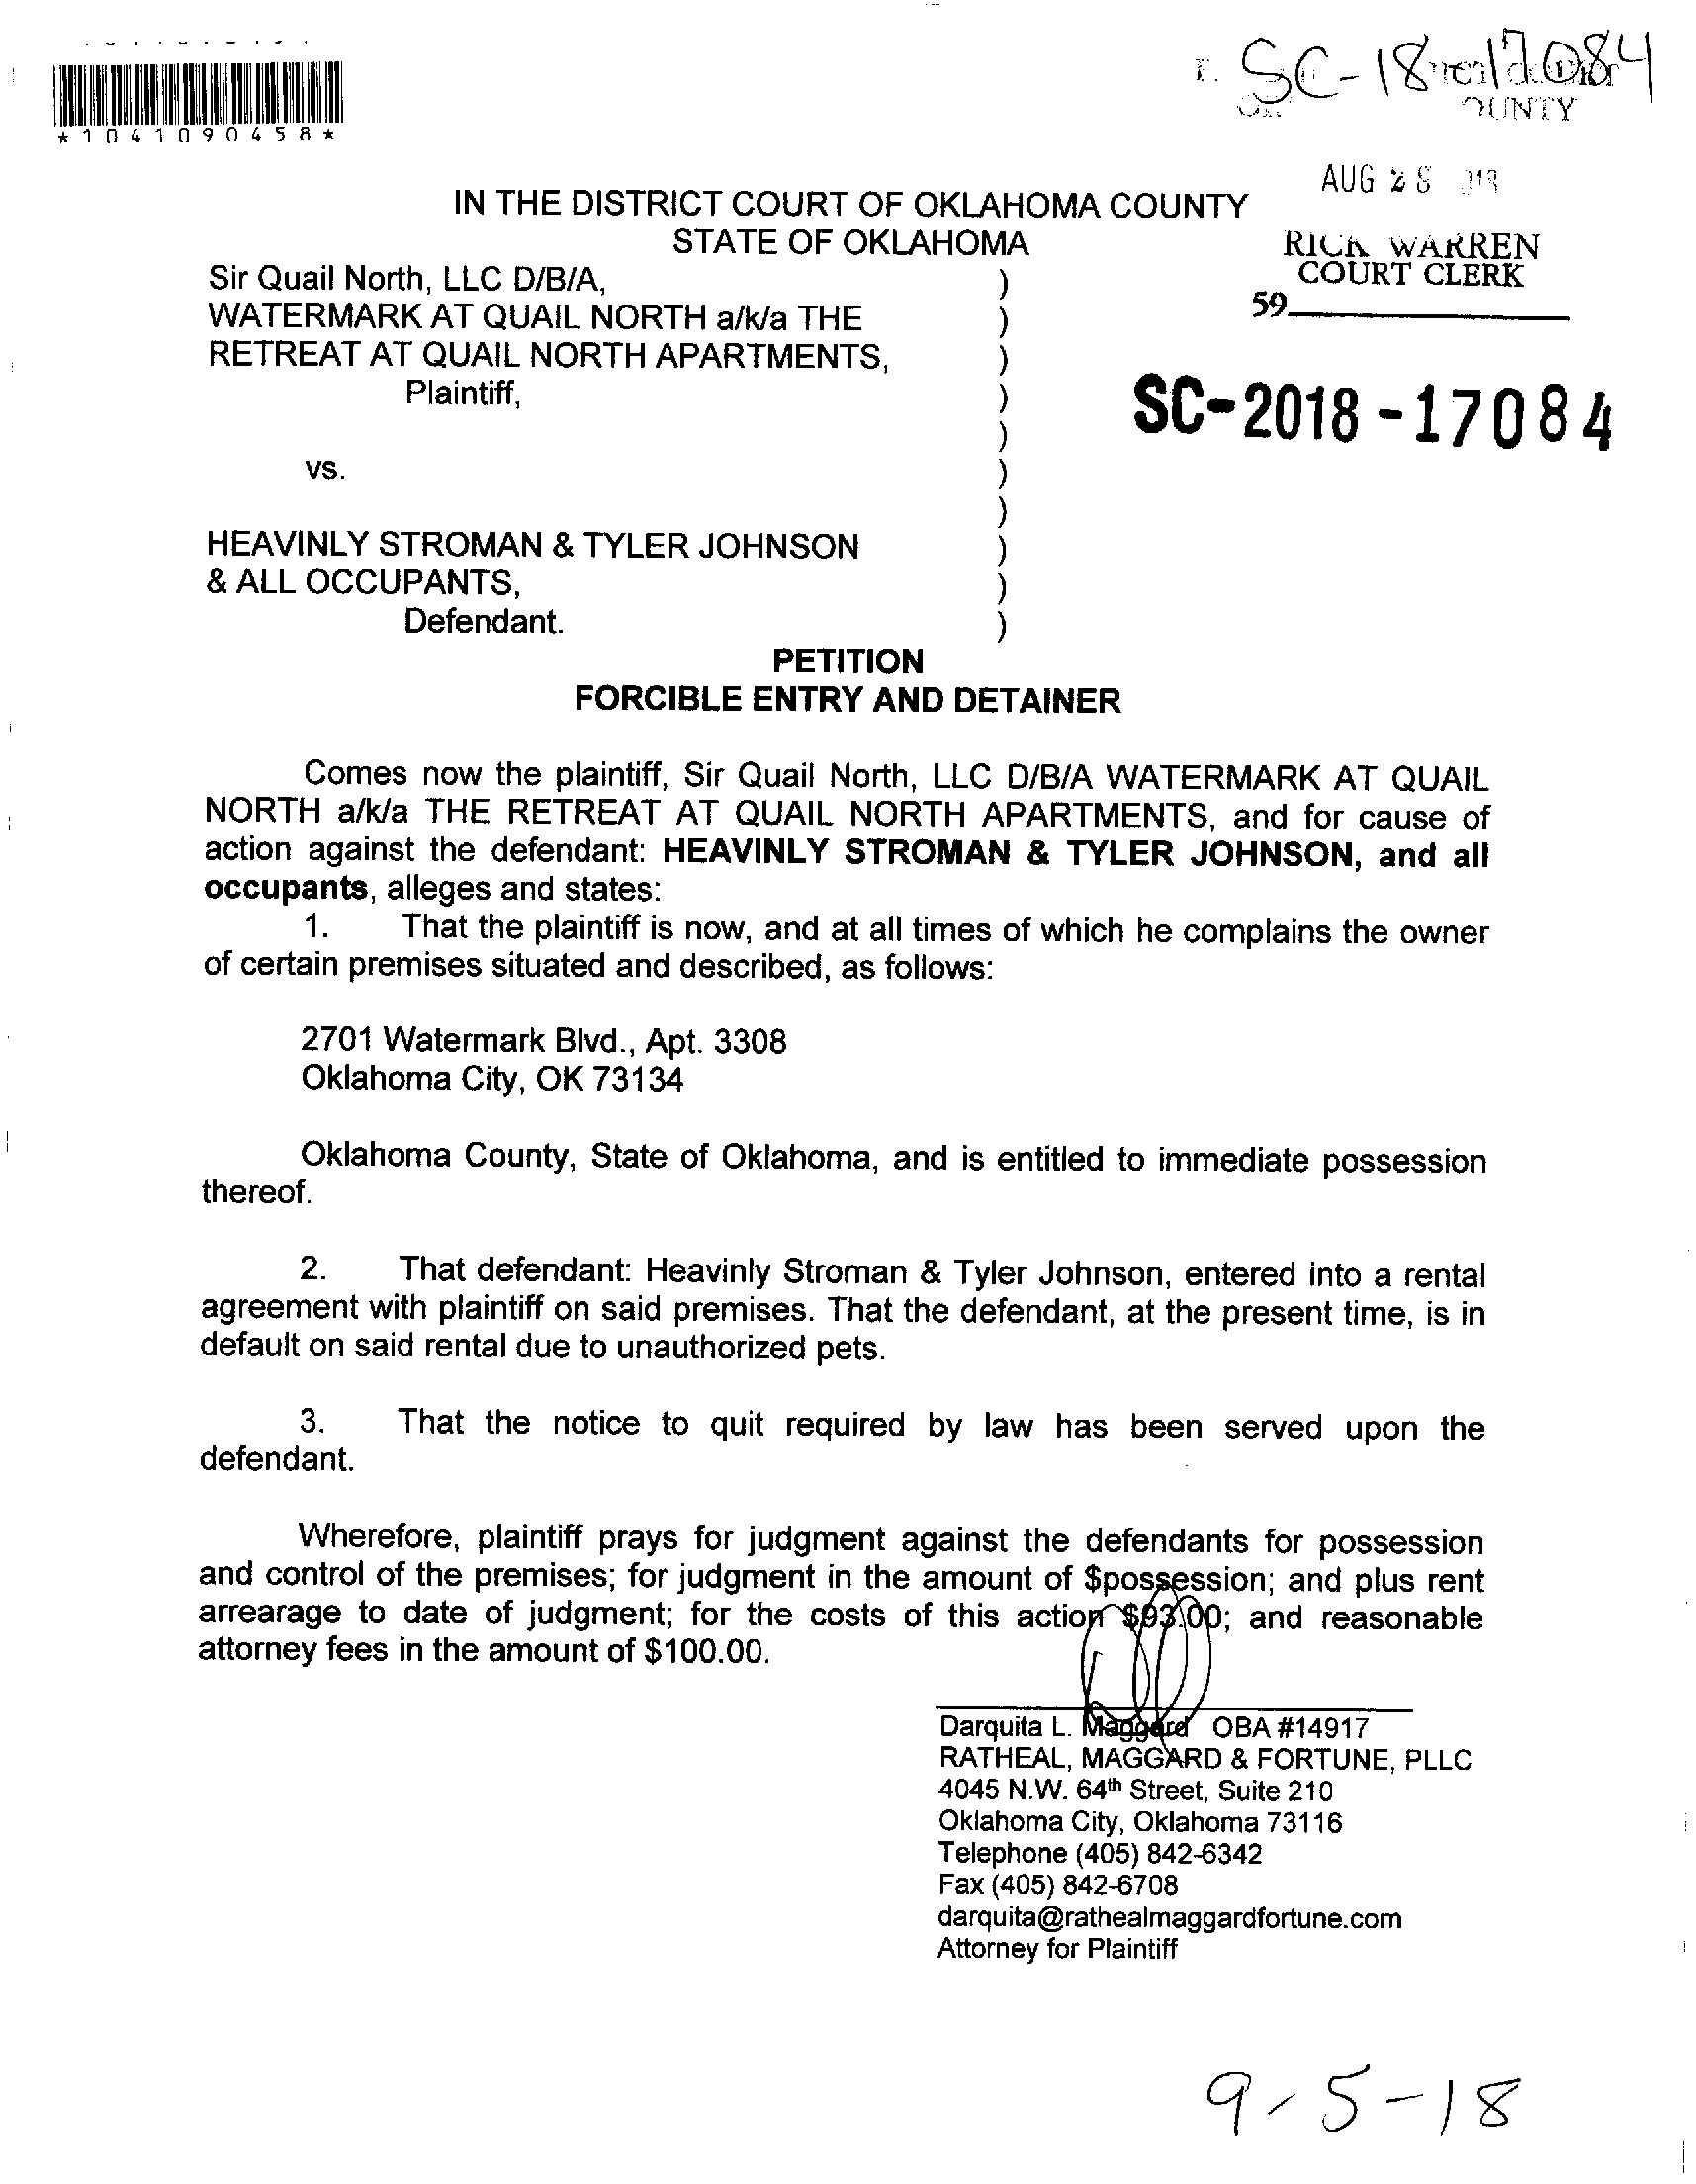 SC-18-17084
*1041090458*
AUG 28
IN THE DISTRICT COURT OF OKLAHOMA COUNTY
STATE OF OKLAHOMA
RICK WARREN
COURT CLERK
59
Sir Quail North, LLC D/B/A, )
WATERMARK AT QUAIL NORTH a/k/a THE )
RETREAT AT QUAIL NORTH APARTMENTS, )
Plaintiff, )
)
SC-2018-17084
vs. )
)
HEAVINLY STROMAN & TYLER JOHNSON )
& ALL OCCUPANTS, )
Defendant. )
PETITION
FORCIBLE ENTRY AND DETAINER
Comes now the plaintiff, Sir Quail North, LLC D/B/A WATERMARK AT QUAIL
NORTH a/k/a THE RETREAT AT QUAIL NORTH APARTMENTS, and for cause of
action against the defendant: HEAVINLY STROMAN & TYLER JOHNSON, and all
occupants, alleges and states:
1. That the plaintiff is now, and at all times of which he complains the owner
of certain premises situated and described, as follows:
2701 Watermark Blvd., Apt. 3308
Oklahoma City, OK 73134
Oklahoma County, State of Oklahoma, and is entitled to immediate possession
thereof.
2. That defendant: Heavinly Stroman & Tyler Johnson, entered into a rental
agreement with plaintiff on said premises. That the defendant, at the present time, is in
default on said rental due to unauthorized pets.
3. That the notice to quit required by law has been served upon the
defendant.
Wherefore, plaintiff prays for judgment against the defendants for possession
and control of the premises; for judgment in the amount of $possession; and plus rent
arrearage to date of judgment; for the costs of this action $93.00; and reasonable
attorney fees in the amount of $100.00.
Darquita L. Maggard OBA #14917
RATHEAL, MAGGARD & FORTUNE, PLLC
4045 N.W. 64th Street, Suite 210
Oklahoma City, Oklahoma 73116
Telephone (405) 842-6342
Fax (405) 842-6708
darquita@rathealmaggardfortune.com
Attorney for Plaintiff
9-5-18